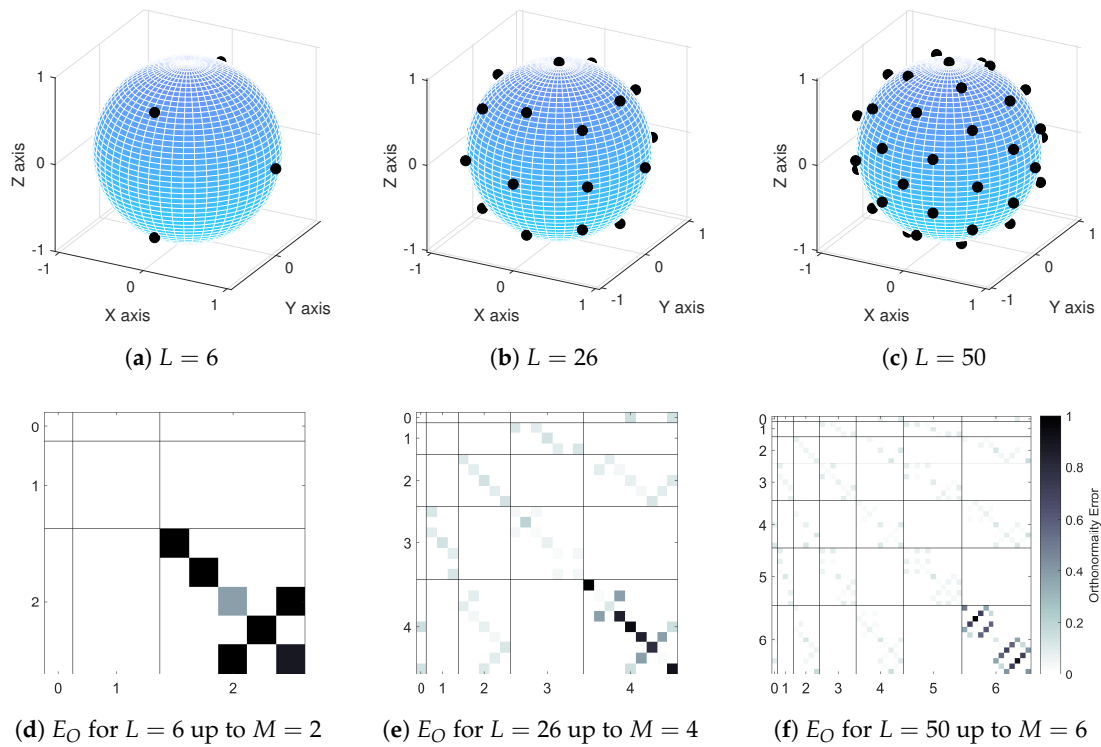 1
0
-1
Z axis
-1
0
1
X axis
0
1
Y axis
(a) L = 6
1
0
-1
Z axis
-1
0
1
X axis
-1
0
1
Y axis
(b) L = 26
1
0
-1
Z axis
-1
0
1
X axis
-1
0
1
Y axis
(c) L = 50
0
1
2
0 1 2
(d) E_O for L = 6 up to M = 2
0
1
2
3
4
0 1 2 3 4
(e) E_O for L = 26 up to M = 4
0
1
2
3
4
5
6
0 1 2 3 4 5 6
1
0.8
0.6
0.4
0.2
0
Orthonormality Error
(f) E_O for L = 50 up to M = 6